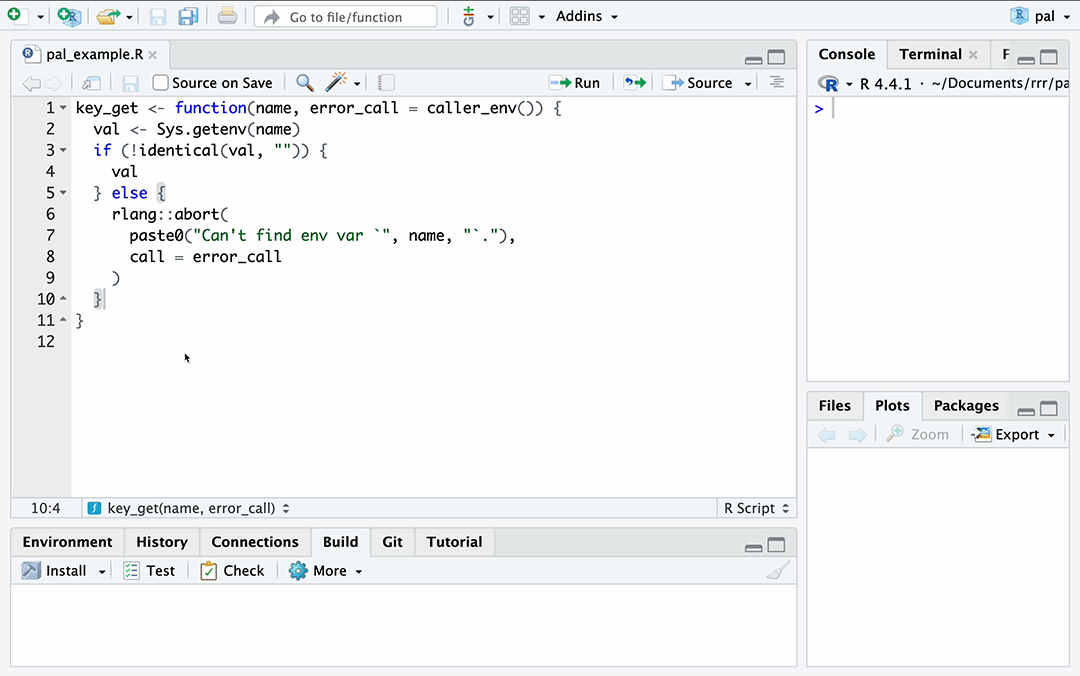 Go to file/function
Addins
pal
pal_example.R
Source on Save
Run
Source
1 key_get <- function(name, error_call = caller_env()) {
2   val <- Sys.getenv(name)
3   if (!identical(val, "")) {
4     val
5   } else {
6     rlang::abort(
7       paste0("Can't find env var `", name, "`."),
8       call = error_call
9     )
10   }
11 }
12
10:4 key_get(name, error_call) R Script
Console Terminal F
R 4.4.1 · ~/Documents/rrr/pa
>
Files Plots Packages
Zoom Export
Environment History Connections Build Git Tutorial
Install Test Check More